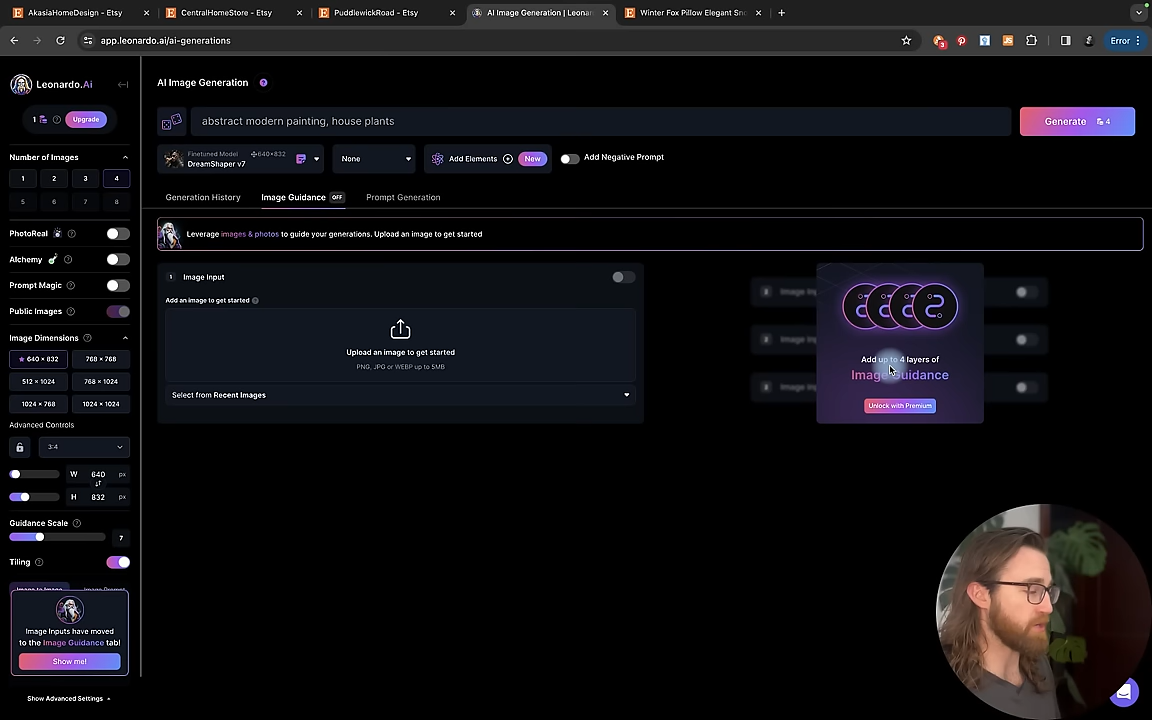 AkasiaHomeDesign - Etsy
CentralHomeStore - Etsy
PuddlewickRoad - Etsy
AI Image Generation | Leonar
Winter Fox Pillow Elegant Sno
app.leonardo.ai/ai-generations
3
Error
Leonardo.Ai
1
Upgrade
AI Image Generation
abstract modern painting, house plants
Generate
4
Finetuned Model
640×832
DreamShaper v7
None
Add Elements
New
Add Negative Prompt
Generation History
Image Guidance OFF
Prompt Generation
Leverage images & photos to guide your generations. Upload an image to get started
1 Image Input
Add an image to get started
Upload an image to get started
PNG, JPG or WEBP up to 5MB
Select from Recent Images
Add up to 4 layers of
Image Guidance
Unlock with Premium
Number of Images
1 2 3 4
5 6 7 8
PhotoReal
Alchemy
Prompt Magic
Public Images
Image Dimensions
640 × 832
768 × 768
512 × 1024
768 × 1024
1024 × 768
1024 × 1024
Advanced Controls
3:4
W 640 px
H 832 px
Guidance Scale
7
Tiling
Image Inputs have moved
to the Image Guidance tab!
Show me!
Show Advanced Settings